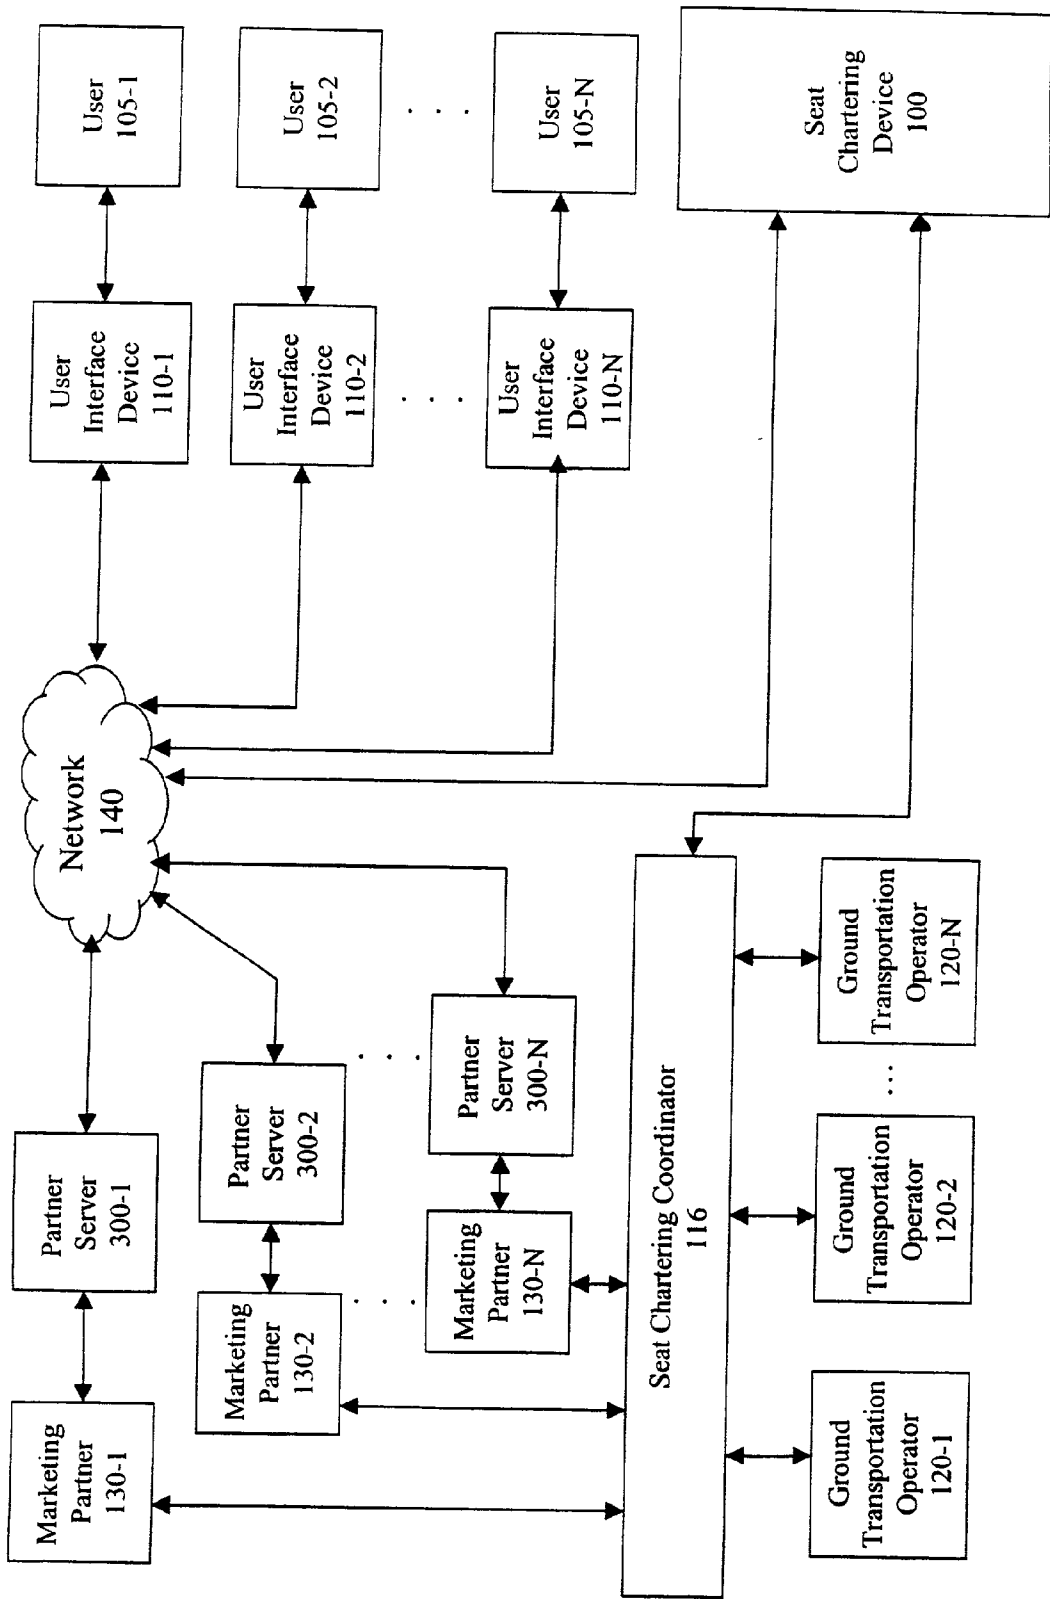 Marketing
Partner
130-1
Partner
Server
300-1
Network
140
User
Interface
Device
110-1
User
105-1
Marketing
Partner
130-2
Partner
Server
300-2
User
Interface
Device
110-2
User
105-2
. . .
. . .
. . .
. . .
Marketing
Partner
130-N
Partner
Server
300-N
User
Interface
Device
110-N
User
105-N
Seat Chartering Coordinator
116
Seat
Chartering
Device
100
Ground
Transportation
Operator
120-1
Ground
Transportation
Operator
120-2
...
Ground
Transportation
Operator
120-N